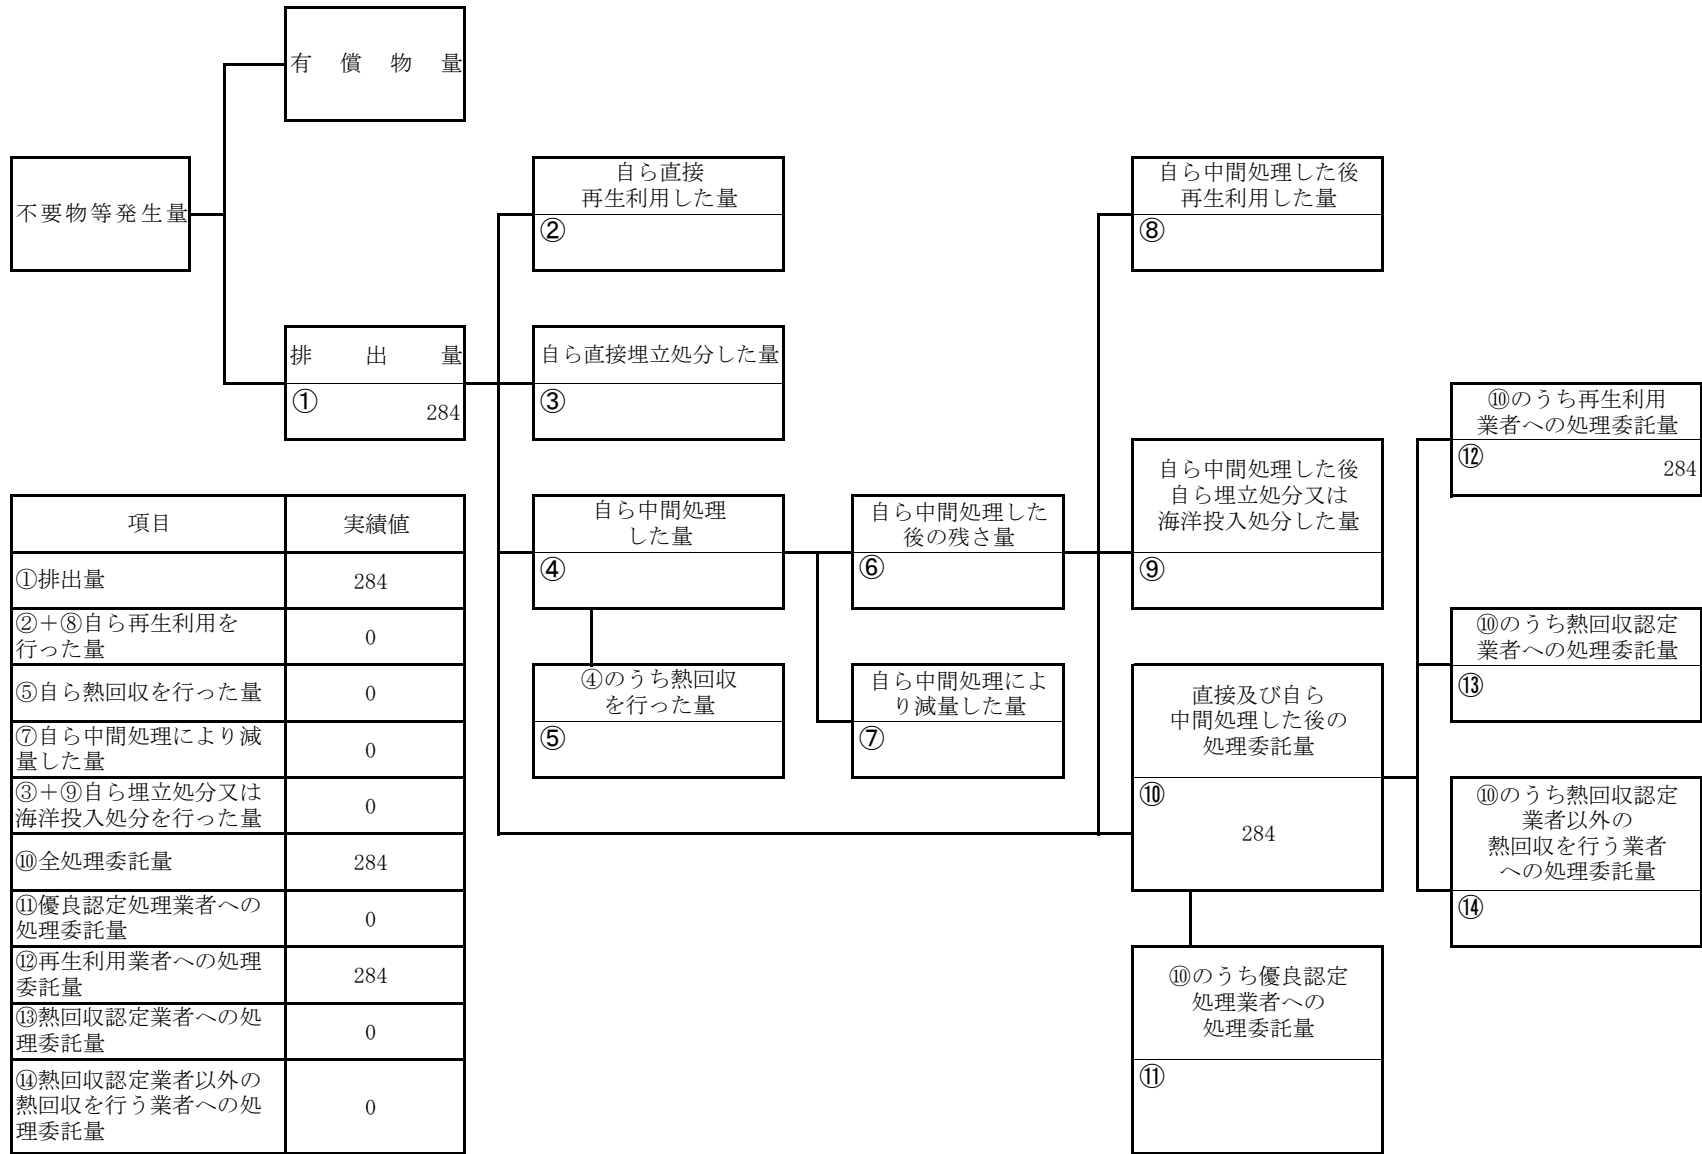 有償物量
不要物等発生量
排出量
①
284
自ら直接
再生利用した量
②
自ら直接埋立処分した量
③
自ら中間処理
した量
④
④のうち熱回収
を行った量
⑤
自ら中間処理した
後の残さ量
⑥
自ら中間処理によ
り減量した量
⑦
自ら中間処理した後
再生利用した量
⑧
自ら中間処理した後
自ら埋立処分又は
海洋投入処分した量
⑨
直接及び自ら
中間処理した後の
処理委託量
⑩
284
⑩のうち優良認定
処理業者への
処理委託量
⑪
⑩のうち再生利用
業者への処理委託量
⑫
284
⑩のうち熱回収認定
業者への処理委託量
⑬
⑩のうち熱回収認定
業者以外の
熱回収を行う業者
への処理委託量
⑭
項目 実績値
①排出量 284
②+⑧自ら再生利用を
行った量 0
⑤自ら熱回収を行った量 0
⑦自ら中間処理により減
量した量 0
③+⑨自ら埋立処分又は
海洋投入処分を行った量 0
⑩全処理委託量 284
⑪優良認定処理業者への
処理委託量 0
⑫再生利用業者への処理
委託量 284
⑬熱回収認定業者への処
理委託量 0
⑭熱回収認定業者以外の
熱回収を行う業者への処 0
理委託量